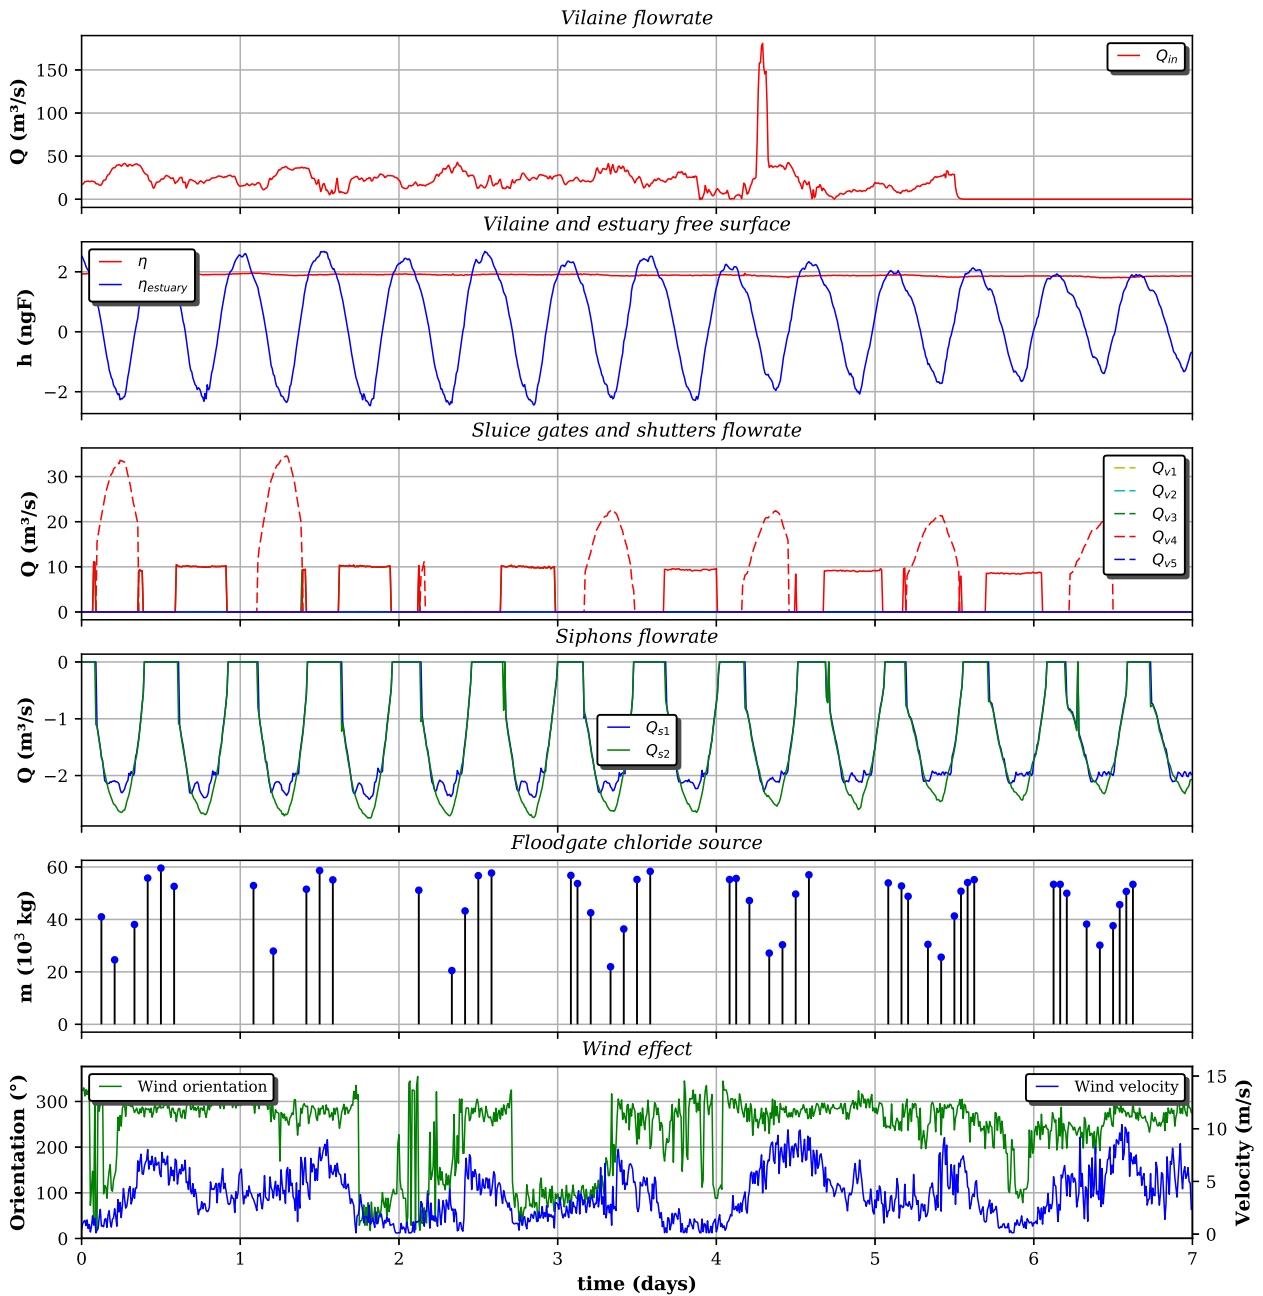 Vilaine flowrate
Q (m³/s)
150
100
50
0
Q_in
Vilaine and estuary free surface
h (ngF)
2
0
−2
η
η_estuary
Sluice gates and shutters flowrate
Q (m³/s)
30
20
10
0
Q_v1
Q_v2
Q_v3
Q_v4
Q_v5
Siphons flowrate
Q (m³/s)
0
−1
−2
Q_s1
Q_s2
Floodgate chloride source
m (10³ kg)
60
40
20
0
Wind effect
Orientation (°)
300
200
100
0
Wind orientation
Wind velocity
15
10
5
0
Velocity (m/s)
0 1 2 3 4 5 6 7
time (days)